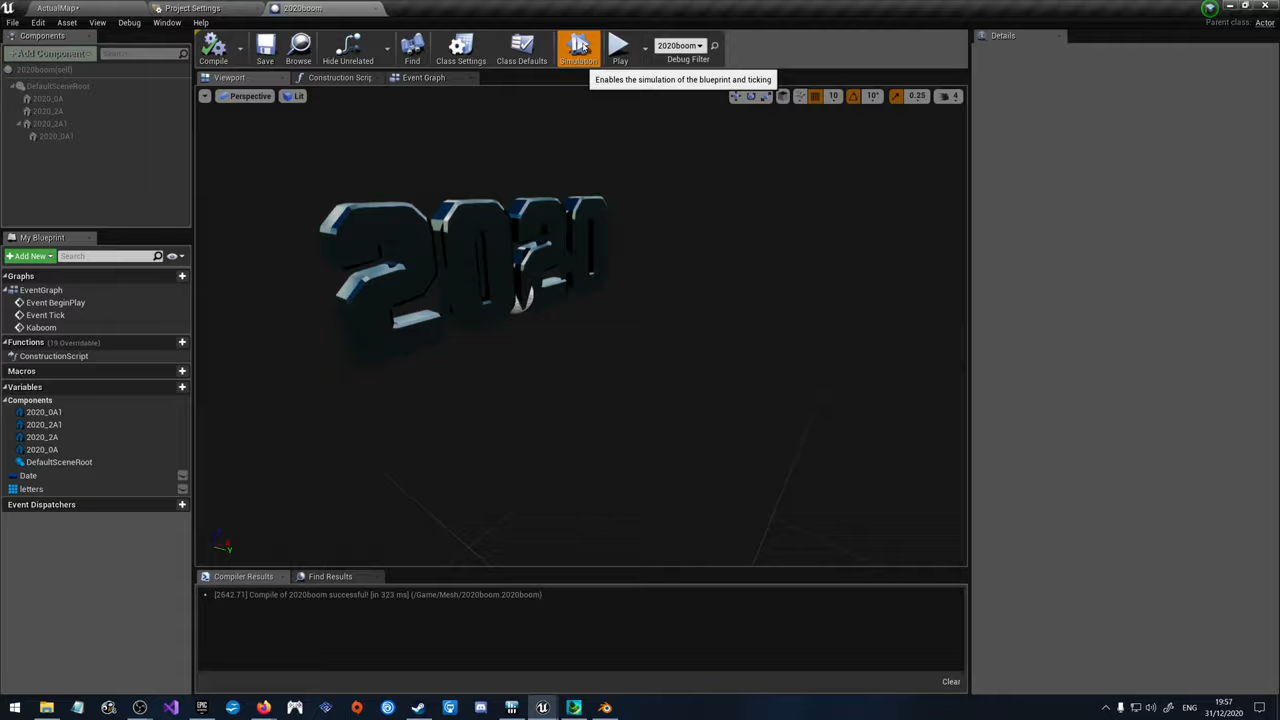 ActualMap*
Project Settings
2020boom
File
Edit
Asset
View
Debug
Window
Help
Parent class: Actor
Components
+Add Component
Search
2020boom(self)
DefaultSceneRoot
2020_0A
2020_2A
2020_2A1
2020_0A1
Compile
Save
Browse
Hide Unrelated
Find
Class Settings
Class Defaults
Simulation
Play
2020boom
Debug Filter
Enables the simulation of the blueprint and ticking
Details
Viewport
Construction Scrip
Event Graph
Perspective
Lit
10
10°
0.25
4
2020
My Blueprint
+Add New
Search
Graphs
EventGraph
Event BeginPlay
Event Tick
Kaboom
Functions (19 Overridable)
ConstructionScript
Macros
Variables
Components
2020_0A1
2020_2A1
2020_2A
2020_0A
DefaultSceneRoot
Date
letters
Event Dispatchers
Y
Compiler Results
Find Results
[2642.71] Compile of 2020boom successful! [in 323 ms] (/Game/Mesh/2020boom.2020boom)
Clear
ENG
19:57
31/12/2020